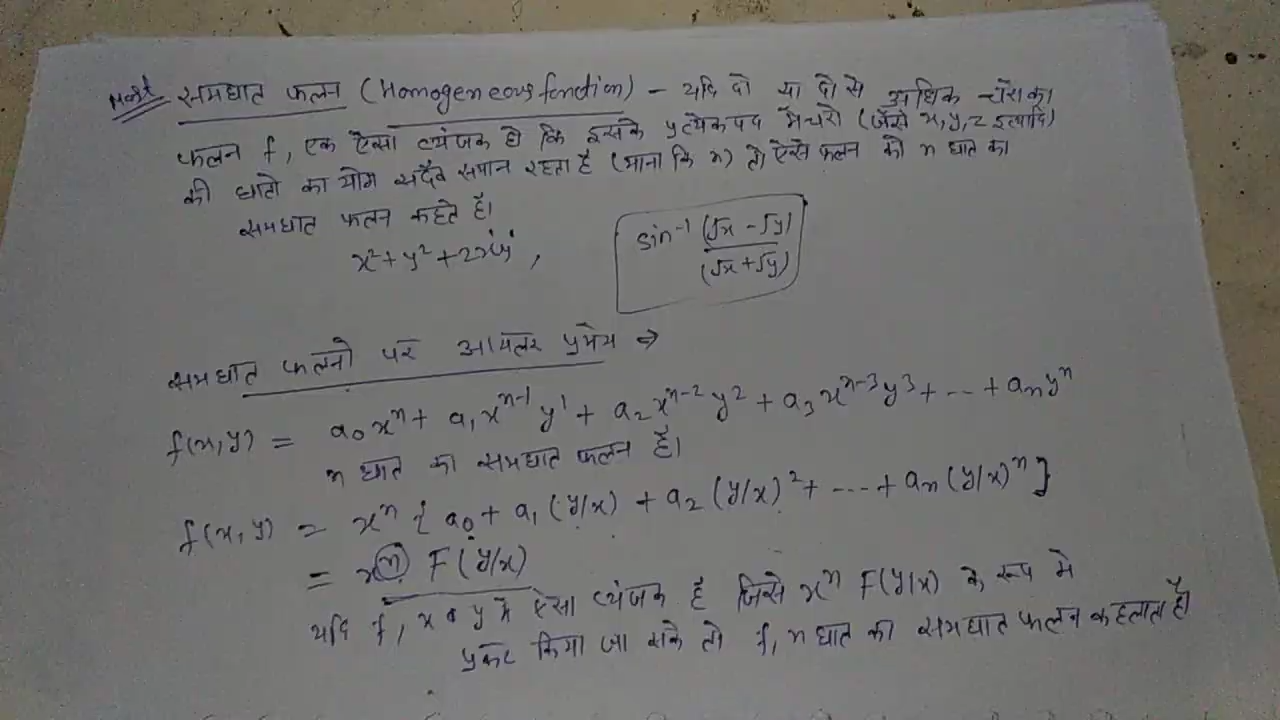 समघात फलन (Homogeneous function) - यदि दो या दो से अधिक चरों का
फलन f, एक ऐसा व्यंजक हो कि इसके प्रत्येक पद में चरो (जैसे x, y, z इत्यादि)
की घातो का योग सदैव समान रहता है (माना कि n) तो ऐसे फलन को n घात का
समघात फलन कहते है।
x² + y² + 2x¹y¹,
sin⁻¹ (√x - √y)
(√x + √y)
समघात फलनो पर आयलर प्रमेय ⇒
f(x, y) = a₀xⁿ + a₁xⁿ⁻¹y¹ + a₂xⁿ⁻²y² + a₃xⁿ⁻³y³ + -- + aₙyⁿ
n घात का समघात फलन है।
f(x, y) = xⁿ { a₀ + a₁ (y/x) + a₂ (y/x)² + --- + aₙ (y/x)ⁿ }
= xⁿ F(y/x)
यदि f, x व y मे ऐसा व्यंजक है जिसे xⁿ F(y/x) के रूप मे
प्रकट किया जा सके तो f, n घात का समघात फलन कहलाता है।